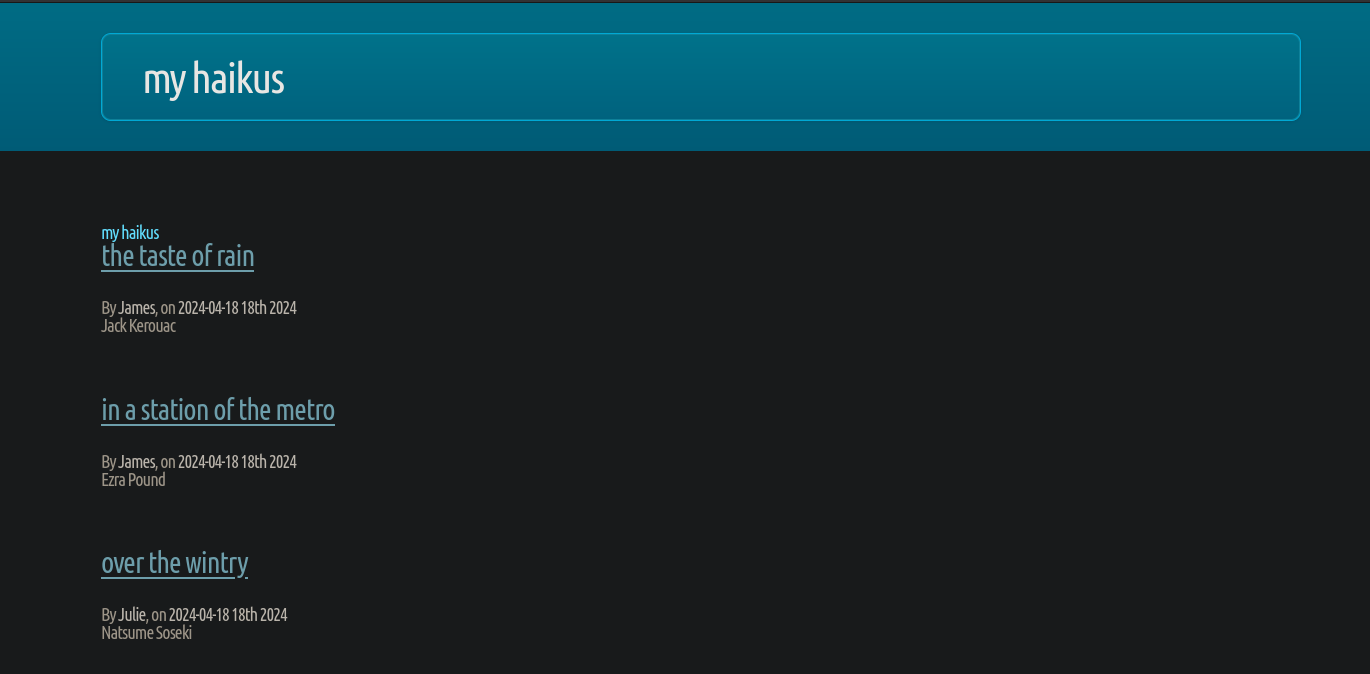 my haikus
my haikus
the taste of rain
By James, on 2024-04-18 18th 2024
Jack Kerouac
in a station of the metro
By James, on 2024-04-18 18th 2024
Ezra Pound
over the wintry
By Julie, on 2024-04-18 18th 2024
Natsume Soseki